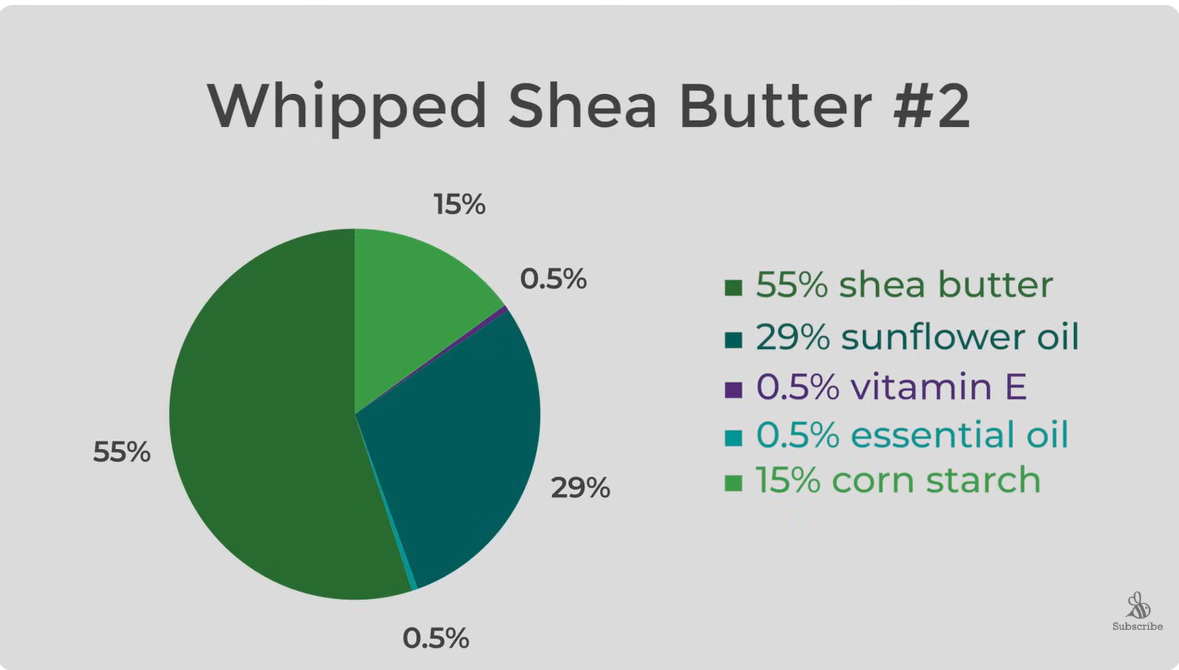 Whipped Shea Butter #2
15%
0.5%
55%
29%
0.5%
55% shea butter
29% sunflower oil
0.5% vitamin E
0.5% essential oil
15% corn starch
Subscribe